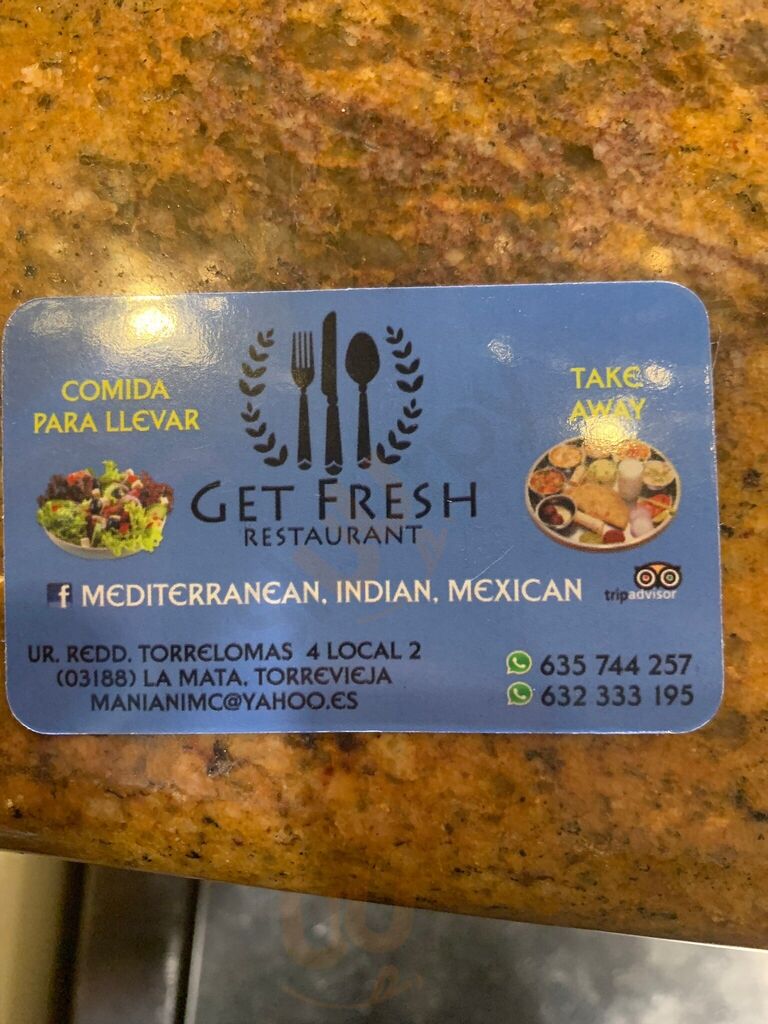 COMIDA
PARA LLEVAR
TAKE
AWAY
GET FRESH
RESTAURANT
f MEDITERRANEAN, INDIAN, MEXICAN
tripadvisor
UR. REDD. TORRELOMAS 4 LOCAL 2
(03188) LA MATA, TORREVIEJA
MANIANIMC@YAHOO.ES
635 744 257
632 333 195